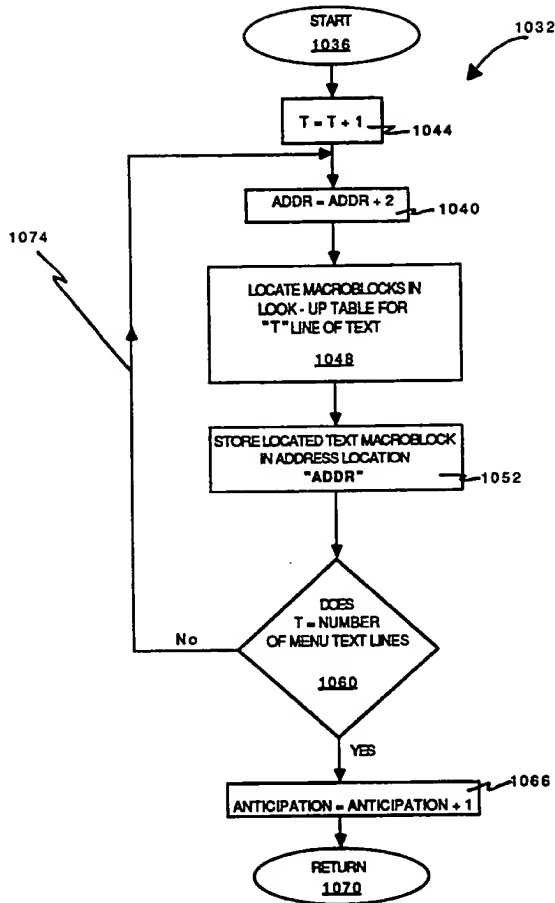 START
1036
1032
T = T + 1
1044
ADDR = ADDR + 2
1040
1074
LOCATE MACROBLOCKS IN
LOOK - UP TABLE FOR
"T" LINE OF TEXT
1048
STORE LOCATED TEXT MACROBLOCK
IN ADDRESS LOCATION
"ADDR"
1052
DOES
T = NUMBER
OF MENU TEXT LINES
1060
No
YES
1066
ANTICIPATION = ANTICIPATION + 1
RETURN
1070